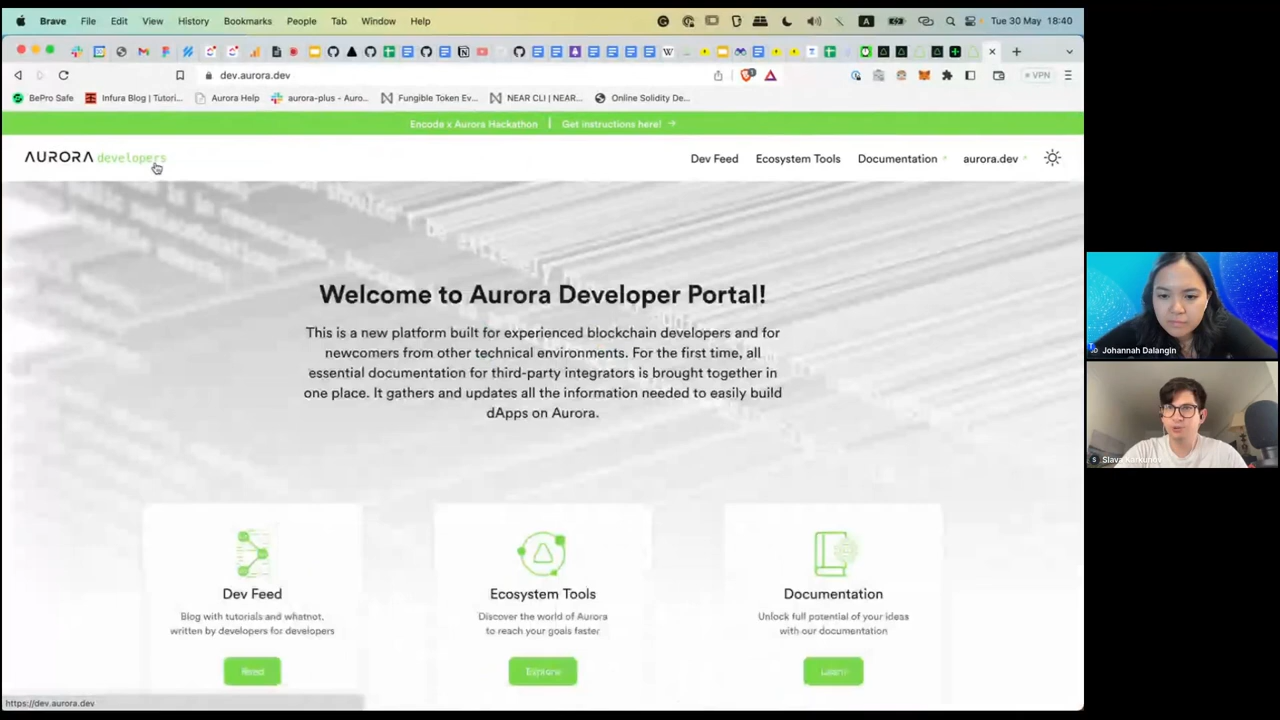 Brave File Edit View History Bookmarks People Tab Window Help A Tue 30 May 18:40
dev.aurora.dev VPN
BePro Safe Infura Blog | Tutori... Aurora Help aurora-plus - Auro... Fungible Token Ev... NEAR CLI | NEAR... Online Solidity De...
Encode x Aurora Hackathon | Get instructions here! →
AURORA developers Dev Feed Ecosystem Tools Documentation aurora.dev
Welcome to Aurora Developer Portal!
This is a new platform built for experienced blockchain developers and for
newcomers from other technical environments. For the first time, all
essential documentation for third-party integrators is brought together in
one place. It gathers and updates all the information needed to easily build
dApps on Aurora.
Dev Feed
Blog with tutorials and whatnot,
written by developers for developers
Read
Ecosystem Tools
Discover the world of Aurora
to reach your goals faster
Explore
Documentation
Unlock full potential of your ideas
with our documentation
Learn
https://dev.aurora.dev
Johannah Dalangin
Slava